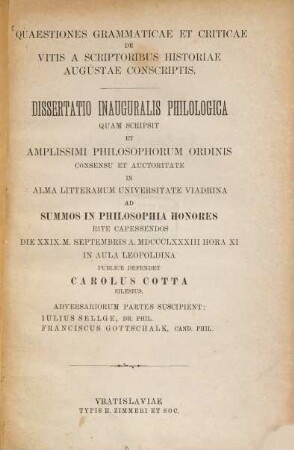 QUAESTIONES GRAMMATICAE ET CRITICAE
DE
VITIS A SCRIPTORIBUS HISTORIAE
AUGUSTAE CONSCRIPTIS.
DISSERTATIO INAUGURALIS PHILOLOGICA
QUAM SCRIPSIT
ET
AMPLISSIMI PHILOSOPHORUM ORDINIS
CONSENSU ET AUCTORITATE
IN
ALMA LITTERARUM UNIVERSITATE VIADRINA
AD
SUMMOS IN PHILOSOPHIA HONORES
RITE CAPESSENDOS
DIE XXIX. M. SEPTEMBRIS A. MDCCCLXXXIII HORA XI
IN AULA LEOPOLDINA
PUBLICE DEFENDET
CAROLUS COTTA
SILESIUS.
ADVERSARIORUM PARTES SUSCIPIENT:
IULIUS SELLGE, DR. PHIL.
FRANCISCUS GOTTSCHALK, CAND. PHIL.
VRATISLAVIAE
TYPIS H. ZIMMERI ET SOC.